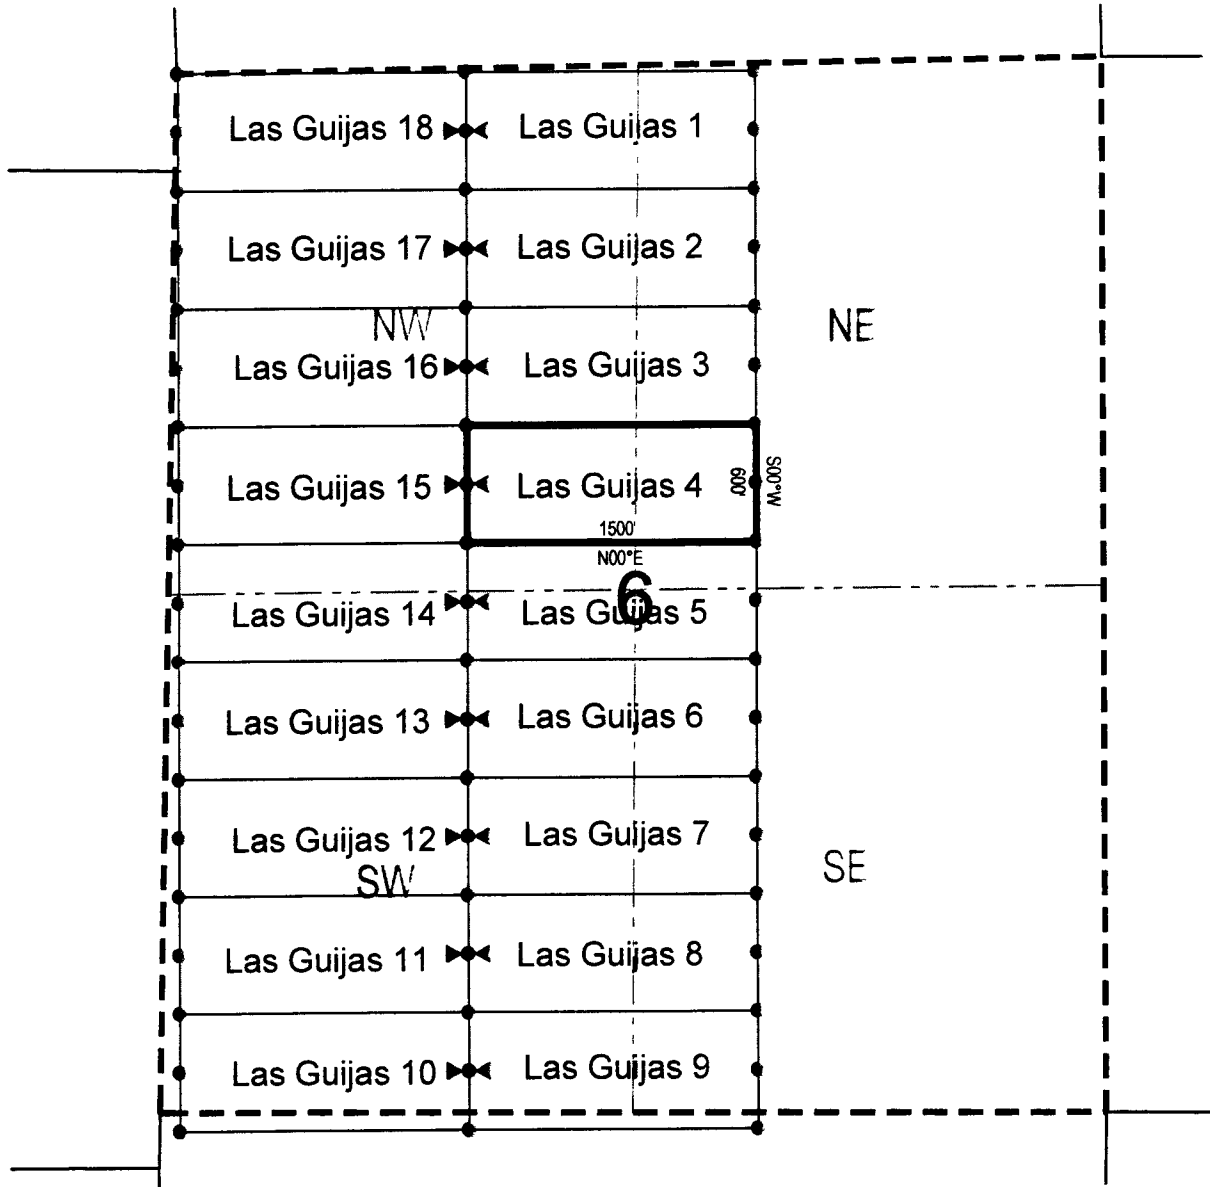 Las Guijas 18
Las Guijas 1
Las Guijas 17
Las Guijas 2
NW
NE
Las Guijas 16
Las Guijas 3
Las Guijas 15
Las Guijas 4
600'
S00°W
1500'
N00°E
6
Las Guijas 14
Las Guijas 5
Las Guijas 13
Las Guijas 6
Las Guijas 12
Las Guijas 7
SW
SE
Las Guijas 11
Las Guijas 8
Las Guijas 10
Las Guijas 9